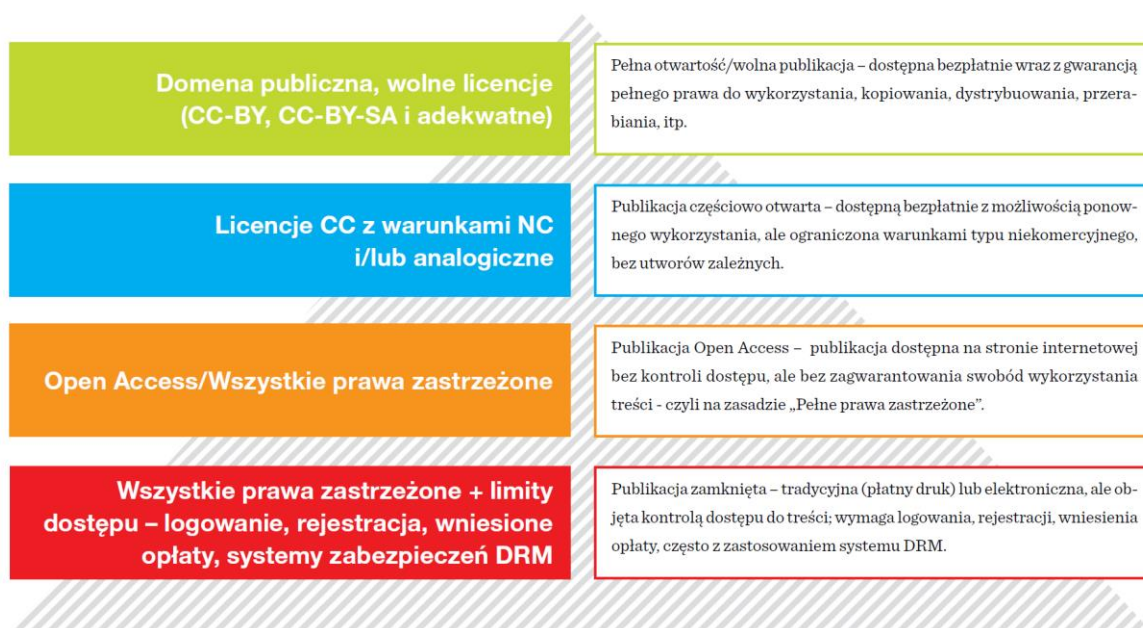 Domena publiczna, wolne licencje
(CC-BY, CC-BY-SA i adekwatne)
Pełna otwartość/wolna publikacja – dostępna bezpłatnie wraz z gwarancją
pełnego prawa do wykorzystania, kopiowania, dystrybuowania, przera-
biania, itp.
Licencje CC z warunkami NC
i/lub analogiczne
Publikacja częściowo otwarta – dostępną bezpłatnie z możliwością ponow-
nego wykorzystania, ale ograniczona warunkami typu niekomercyjnego,
bez utworów zależnych.
Open Access/Wszystkie prawa zastrzeżone
Publikacja Open Access – publikacja dostępna na stronie internetowej
bez kontroli dostępu, ale bez zagwarantowania swobód wykorzystania
treści - czyli na zasadzie „Pełne prawa zastrzeżone”.
Wszystkie prawa zastrzeżone + limity
dostępu – logowanie, rejestracja, wniesione
opłaty, systemy zabezpieczeń DRM
Publikacja zamknięta – tradycyjna (płatny druk) lub elektroniczna, ale ob-
jęta kontrolą dostępu do treści; wymaga logowania, rejestracji, wniesienia
opłaty, często z zastosowaniem systemu DRM.